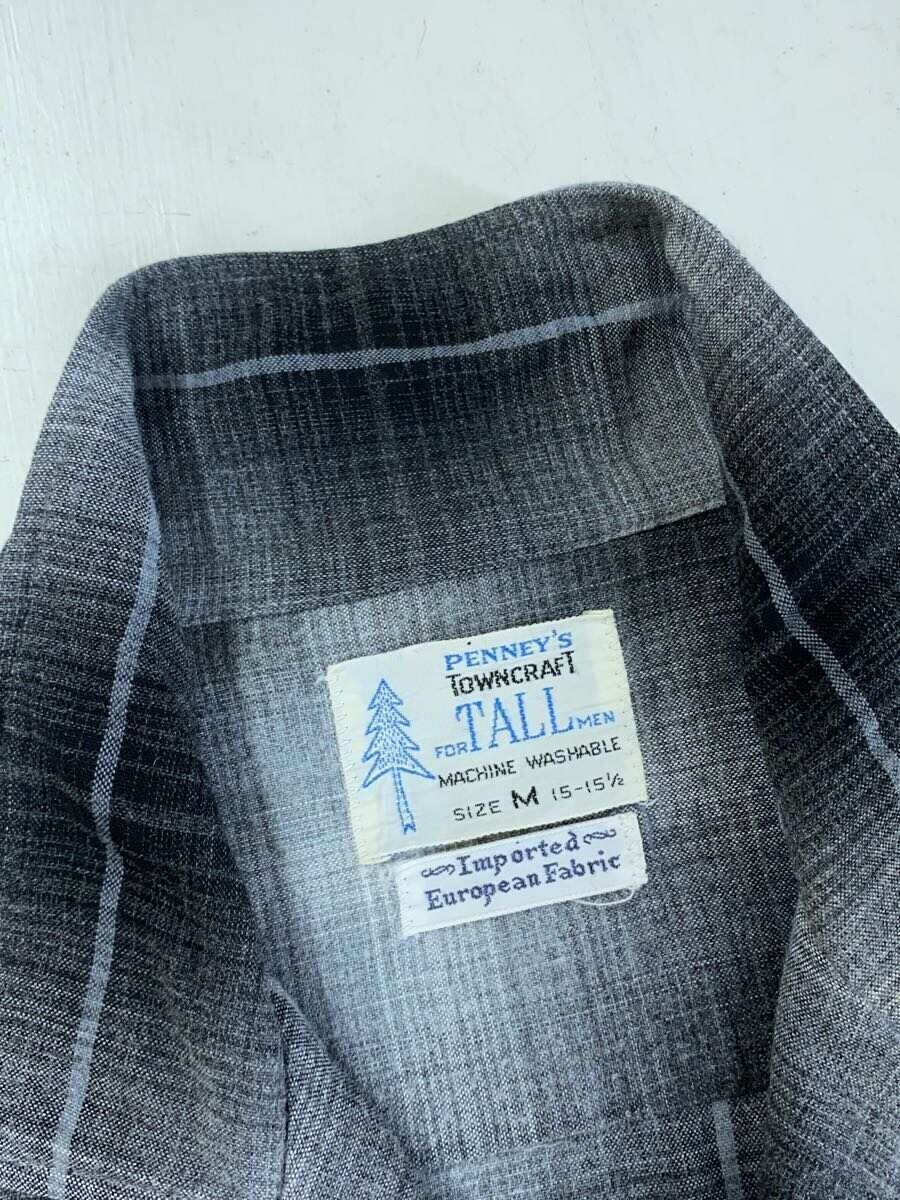 PENNEY'S
TOWNCRAFT
FOR TALL MEN
MACHINE WASHABLE
SIZE M 15-15½
Imported
European Fabric